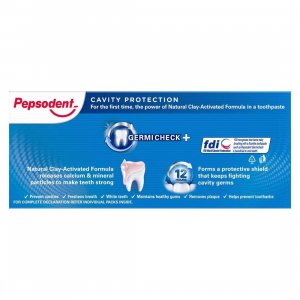 Pepsodent
CAVITY PROTECTION
For the first time, the power of Natural Clay-Activated Formula in a toothpaste
GERMICHECK+
fdi
Natural Clay-Activated Formula
releases calcium & mineral
particles to make teeth strong
12
Forms a protective shield
that keeps fighting
cavity germs
✓ Prevent cavities ✓ Freshens breath ✓ White teeth ✓ Maintains healthy gums ✓ Removes plaque ✓ Helps prevent toothache
FOR COMPLETE DECLARATION REFER INDIVIDUAL PACKS INSIDE.